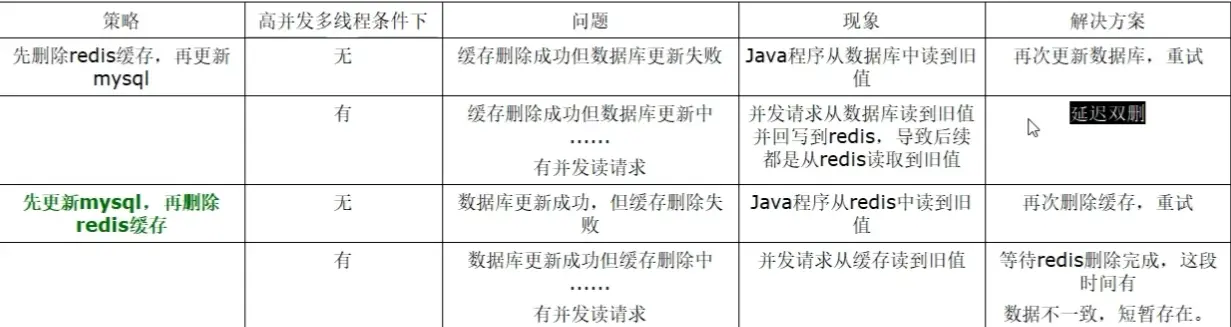 策略
高并发多线程条件下
问题
现象
解决方案
先删除redis缓存，再更新
mysql
无
缓存删除成功但数据库更新失败
Java程序从数据库中读到旧
值
再次更新数据库，重试
有
缓存删除成功但数据库更新中
......
有并发读请求
并发请求从数据库读到旧值
并回写到redis，导致后续
都是从redis读取到旧值
延迟双删
先更新mysql，再删除
redis缓存
无
数据库更新成功，但缓存删除失
败
Java程序从redis中读到旧
值
再次删除缓存，重试
有
数据库更新成功但缓存删除中
......
有并发读请求
并发请求从缓存读到旧值
等待redis删除完成，这段
时间有
数据不一致，短暂存在。